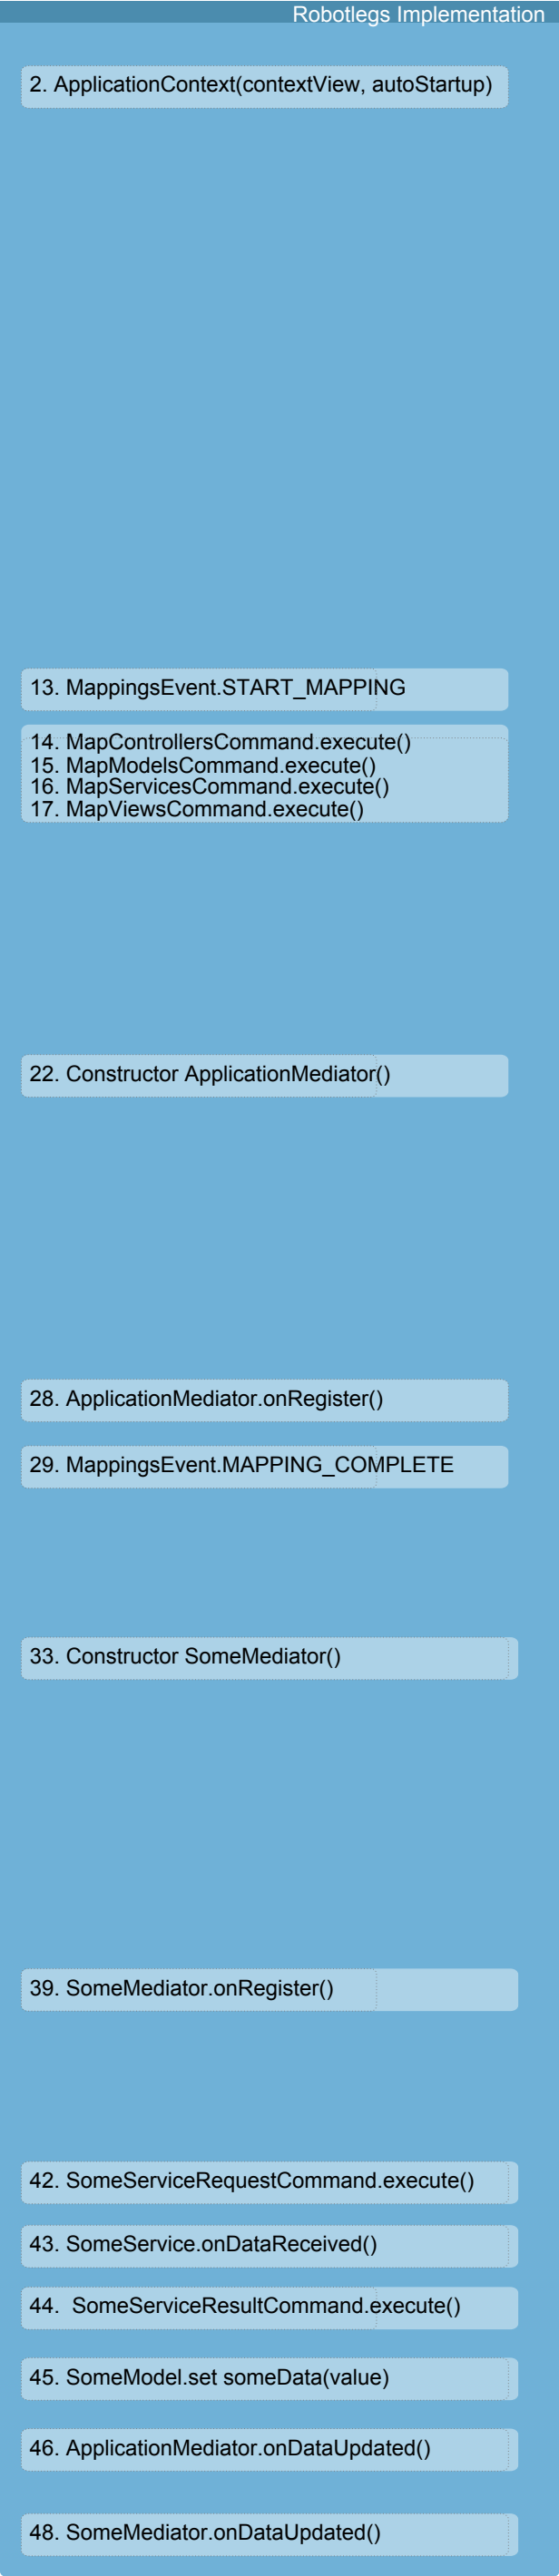 Robotlegs Implementation
2. ApplicationContext(contextView, autoStartup)
13. MappingsEvent.START_MAPPING
14. MapControllersCommand.execute()
15. MapModelsCommand.execute()
16. MapServicesCommand.execute()
17. MapViewsCommand.execute()
22. Constructor ApplicationMediator()
28. ApplicationMediator.onRegister()
29. MappingsEvent.MAPPING_COMPLETE
33. Constructor SomeMediator()
39. SomeMediator.onRegister()
42. SomeServiceRequestCommand.execute()
43. SomeService.onDataReceived()
44.  SomeServiceResultCommand.execute()
45. SomeModel.set someData(value)
46. ApplicationMediator.onDataUpdated()
48. SomeMediator.onDataUpdated()